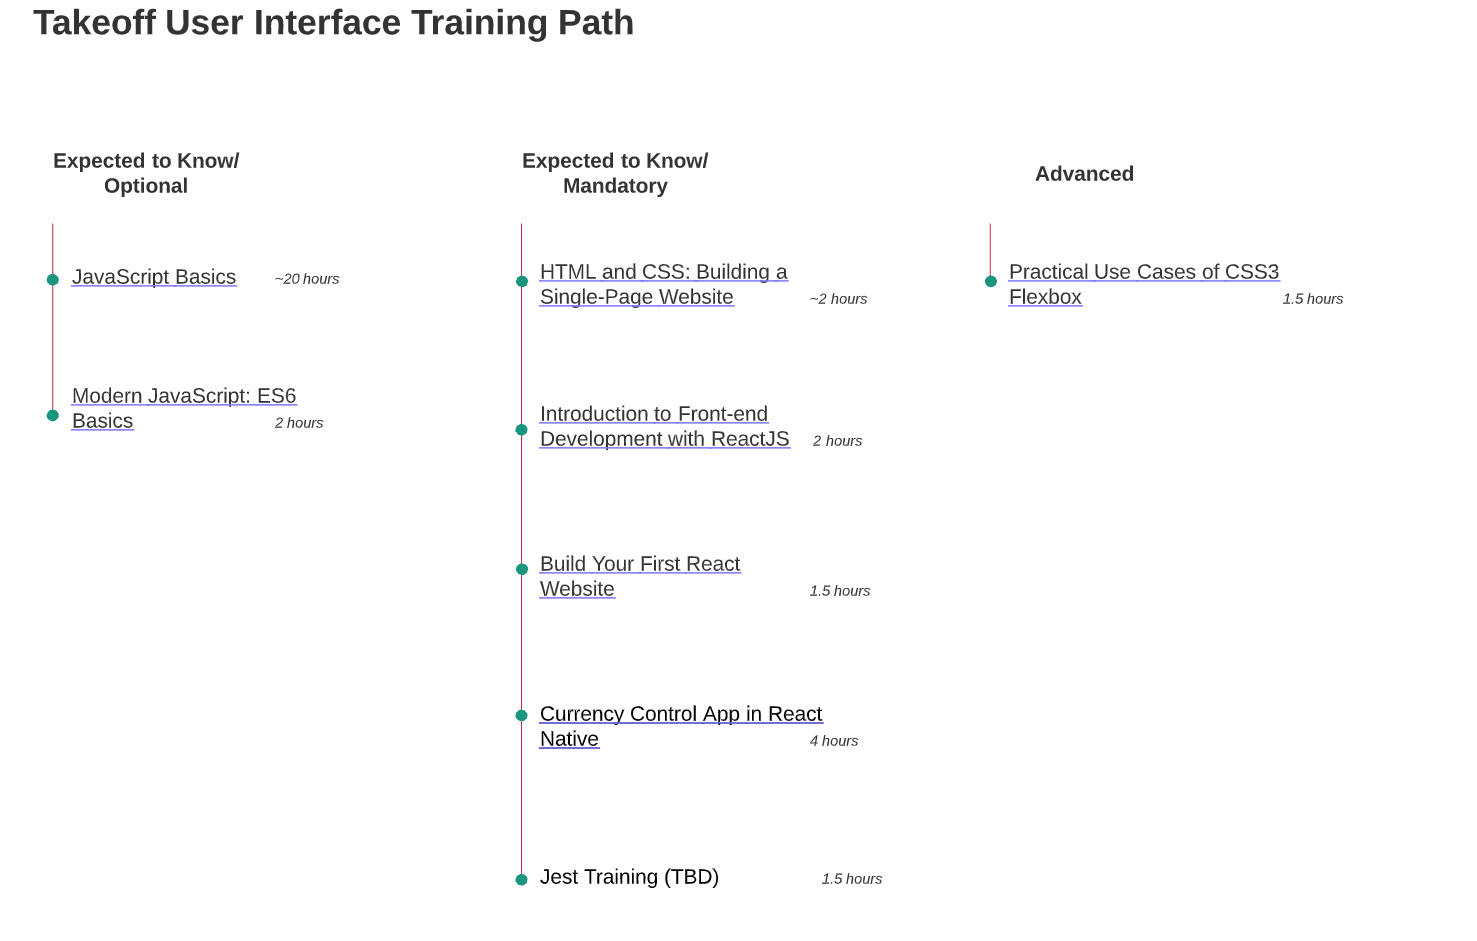 Takeoff User Interface Training Path
Expected to Know/
Optional
JavaScript Basics
~20 hours
Modern JavaScript: ES6
Basics
2 hours
Expected to Know/
Mandatory
HTML and CSS: Building a
Single-Page Website
~2 hours
Introduction to Front-end
Development with ReactJS
2 hours
Build Your First React
Website
1.5 hours
Currency Control App in React
Native
4 hours
Jest Training (TBD)
1.5 hours
Advanced
Practical Use Cases of CSS3
Flexbox
1.5 hours